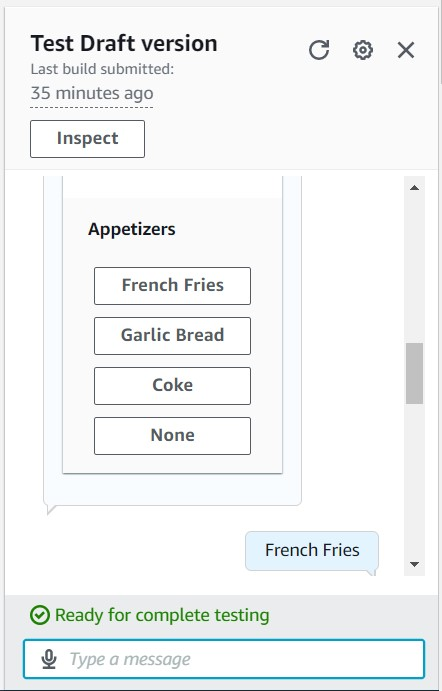 Test Draft version
Last build submitted:
35 minutes ago
Inspect
Appetizers
French Fries
Garlic Bread
Coke
None
French Fries
Ready for complete testing
Type a message